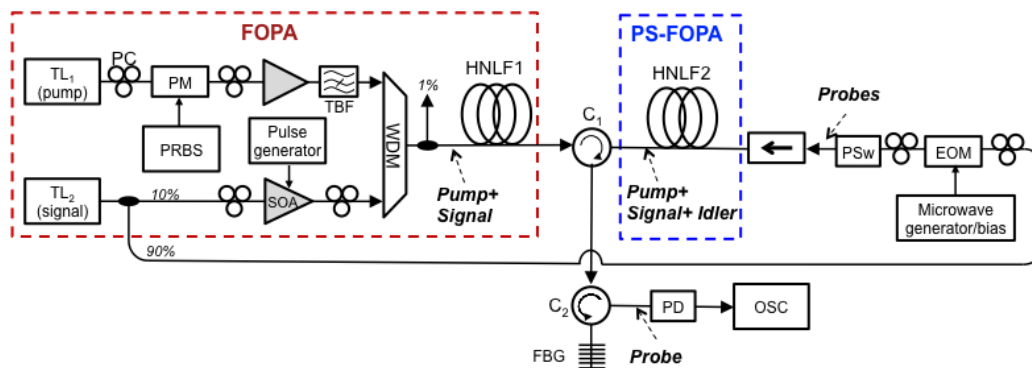 FOPA
PS-FOPA
TL1
(pump)
PC
PM
TBF
PRBS
Pulse
generator
WDM
1%
HNLF1
C1
HNLF2
Probes
PSw
EOM
Microwave
generator/bias
TL2
(signal)
10%
SOA
90%
Pump+
Signal
Pump+
Signal+ Idler
C2
PD
OSC
FBG
Probe